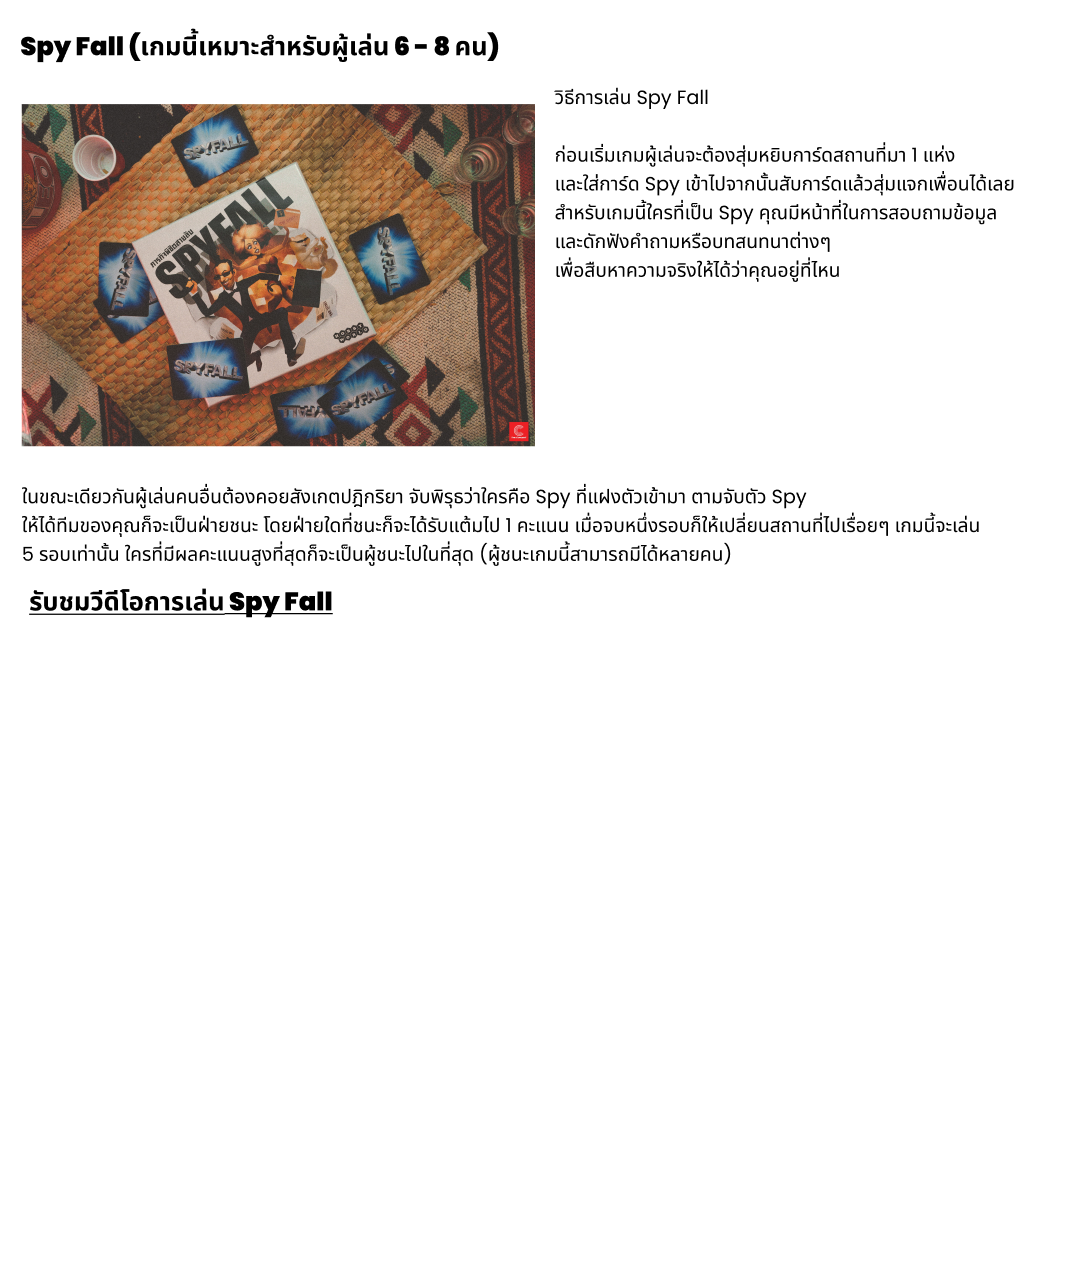 Spy Fall (เกมนี้เหมาะสำหรับผู้เล่น 6 - 8 คน)
วิธีการเล่น Spy Fall
ก่อนเริ่มเกมผู้เล่นจะต้องสุ่มหยิบการ์ดสถานที่มา 1 แห่ง
และใส่การ์ด Spy เข้าไปจากนั้นสับการ์ดแล้วสุ่มแจกเพื่อนได้เลย
สำหรับเกมนี้ใครที่เป็น Spy คุณมีหน้าที่ในการสอบถามข้อมูล
และดักฟังคำถามหรือบทสนทนาต่างๆ
เพื่อสืบหาความจริงให้ได้ว่าคุณอยู่ที่ไหน
SPYFALL
ภารกิจพิชิตสายลับ
SPYFALL
SPYFALL
SPYFALL
SPYFALL
SPYFALL
ในขณะเดียวกันผู้เล่นคนอื่นต้องคอยสังเกตปฎิกริยา จับพิรุธว่าใครคือ Spy ที่แฝงตัวเข้ามา ตามจับตัว Spy
ให้ได้ทีมของคุณก็จะเป็นฝ่ายชนะ โดยฝ่ายใดที่ชนะก็จะได้รับแต้มไป 1 คะแนน เมื่อจบหนึ่งรอบก็ให้เปลี่ยนสถานที่ไปเรื่อยๆ เกมนี้จะเล่น
5 รอบเท่านั้น ใครที่มีผลคะแนนสูงที่สุดก็จะเป็นผู้ชนะไปในที่สุด (ผู้ชนะเกมนี้สามารถมีได้หลายคน)
รับชมวีดีโอการเล่น Spy Fall